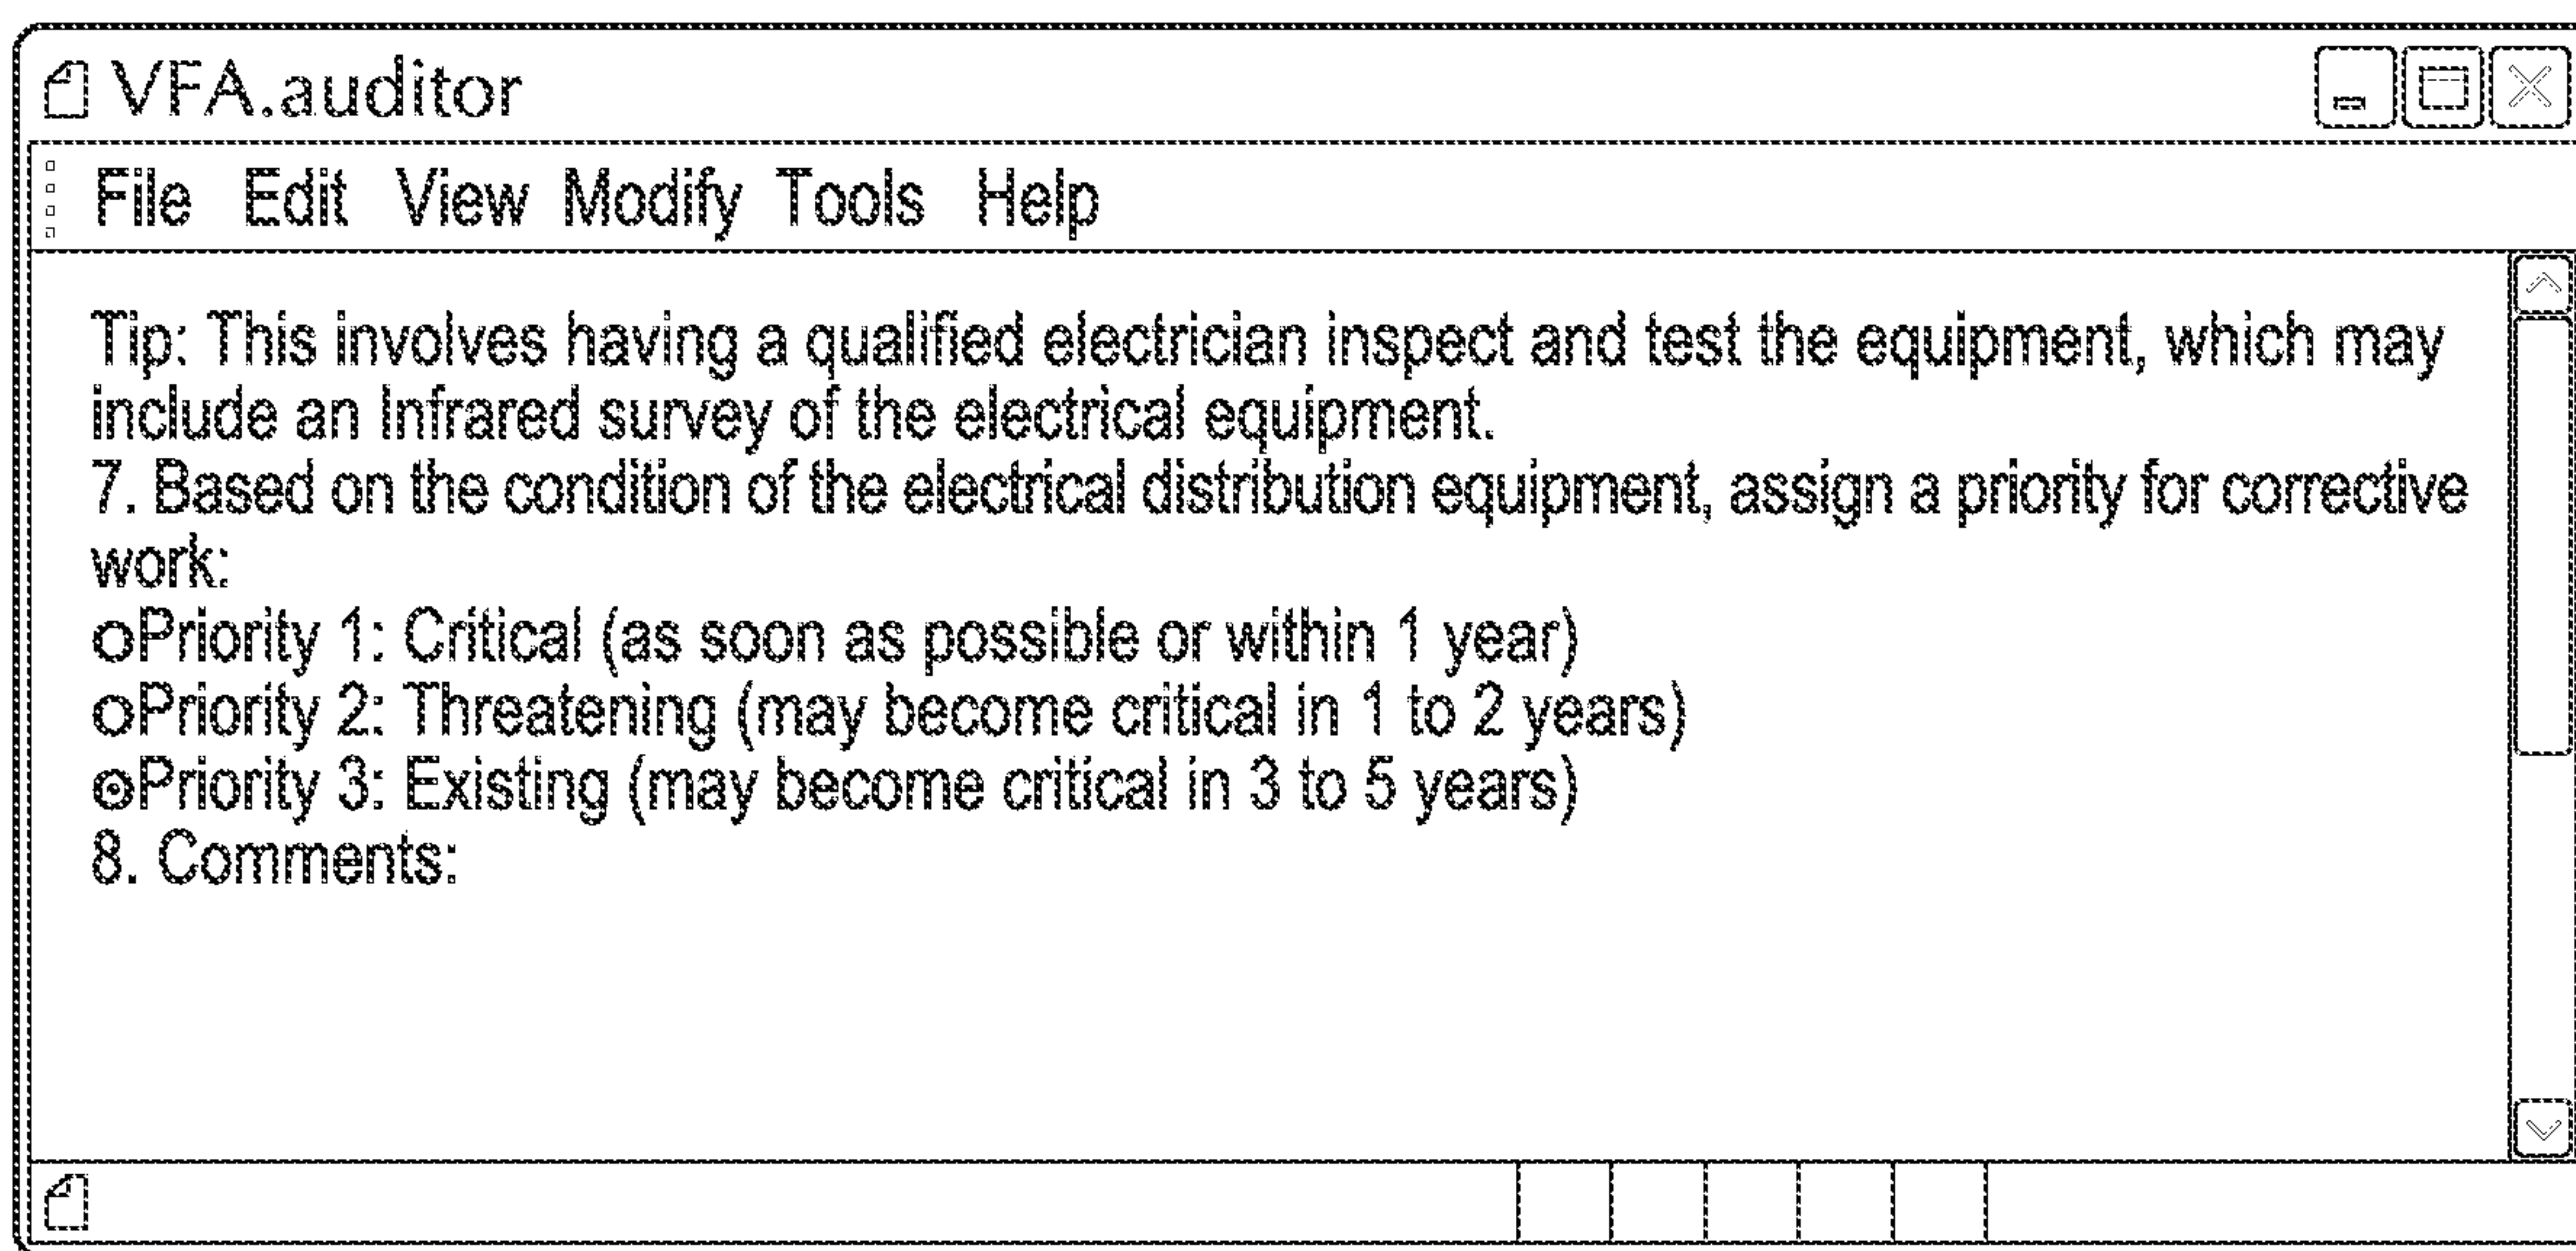 VFA.auditor
File Edit View Modify Tools Help
Tip: This involves having a qualified electrician inspect and test the equipment, which may
include an Infrared survey of the electrical equipment.
7. Based on the condition of the electrical distribution equipment, assign a priority for corrective
work:
Priority 1: Critical (as soon as possible or within 1 year)
Priority 2: Threatening (may become critical in 1 to 2 years)
Priority 3: Existing (may become critical in 3 to 5 years)
8. Comments: